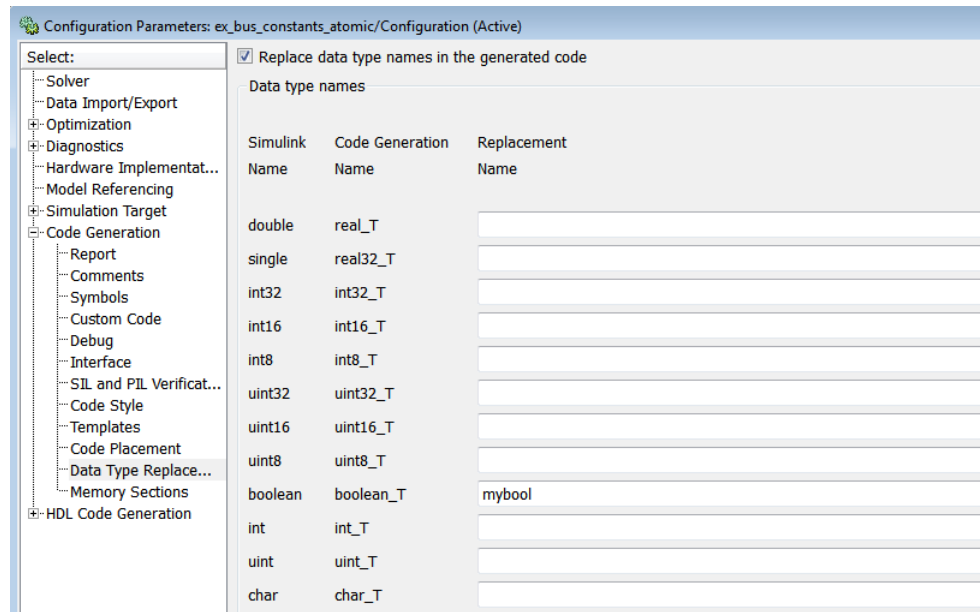 Configuration Parameters: ex_bus_constants_atomic/Configuration (Active)
Select:
Solver
Data Import/Export
Optimization
Diagnostics
Hardware Implementat...
Model Referencing
Simulation Target
Code Generation
Report
Comments
Symbols
Custom Code
Debug
Interface
SIL and PIL Verificat...
Code Style
Templates
Code Placement
Data Type Replace...
Memory Sections
HDL Code Generation
Replace data type names in the generated code
Data type names
Simulink Code Generation Replacement
Name Name Name
double real_T
single real32_T
int32 int32_T
int16 int16_T
int8 int8_T
uint32 uint32_T
uint16 uint16_T
uint8 uint8_T
boolean boolean_T mybool
int int_T
uint uint_T
char char_T